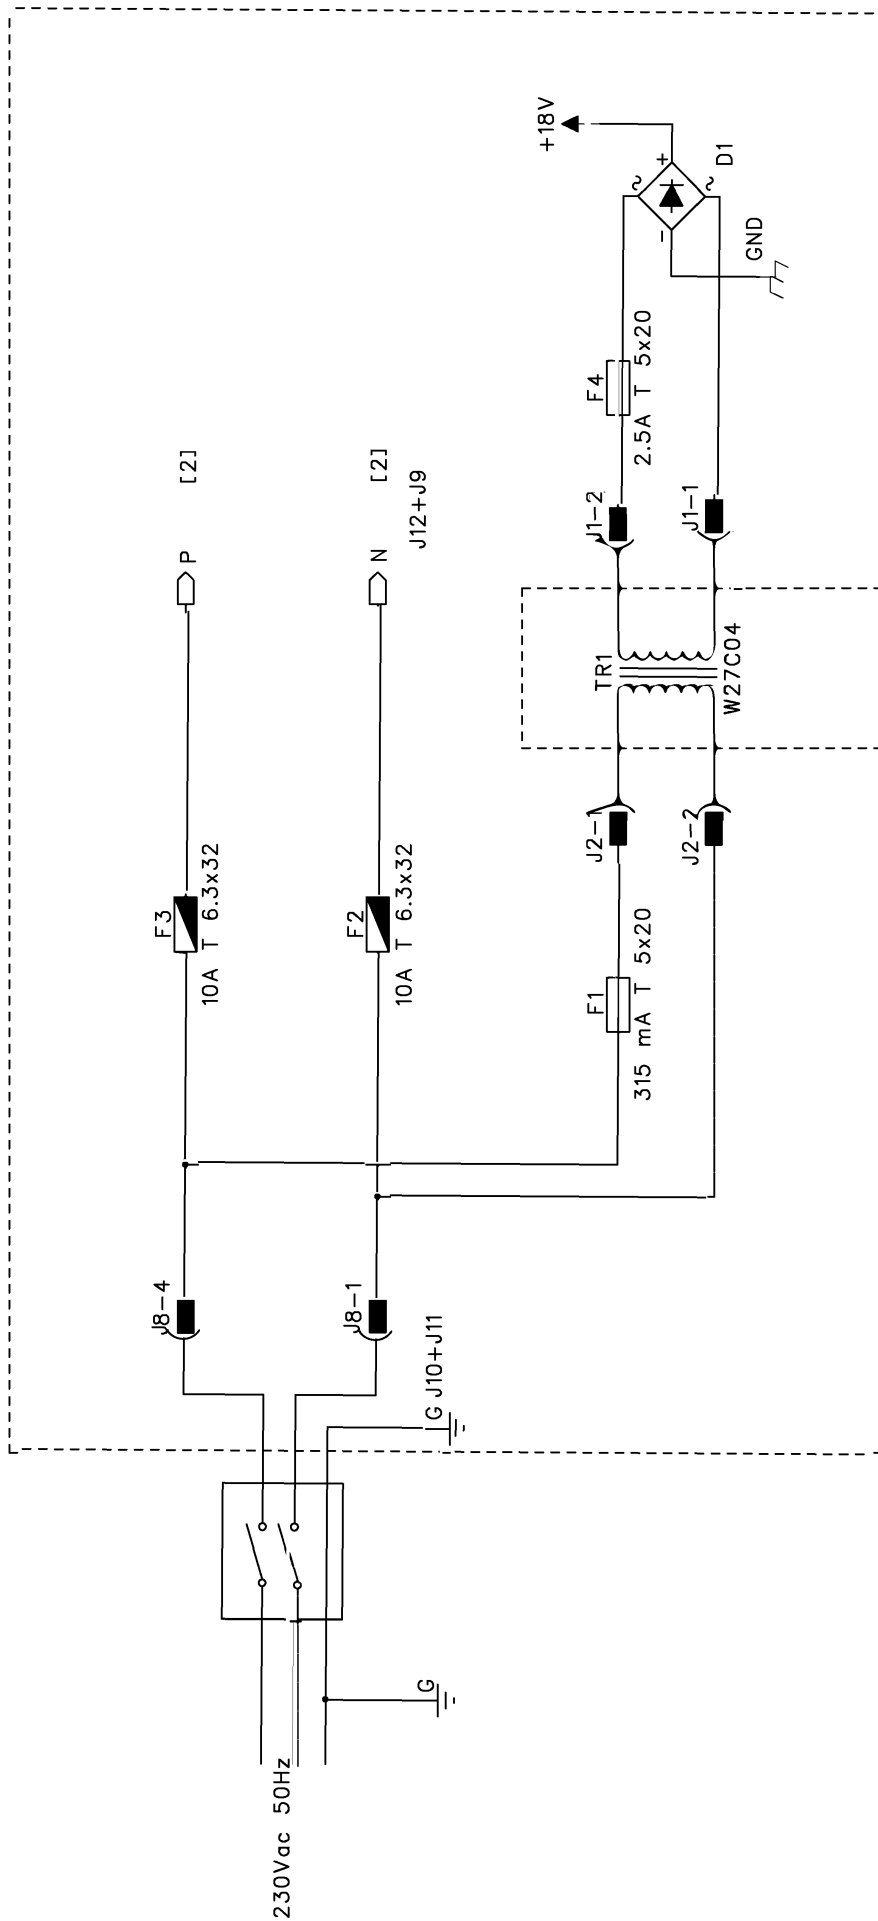 230Vac 50Hz
G
G J10+J11
J8-4
J8-1
F3
10A T 6.3x32
P
[2]
F2
10A T 6.3x32
N
[2]
J12+J9
F1
315 mA T 5x20
J2-1
J2-2
TR1
W27C04
J1-2
J1-1
F4
2.5A T 5x20
GND
~
+
-
~
D1
+18V